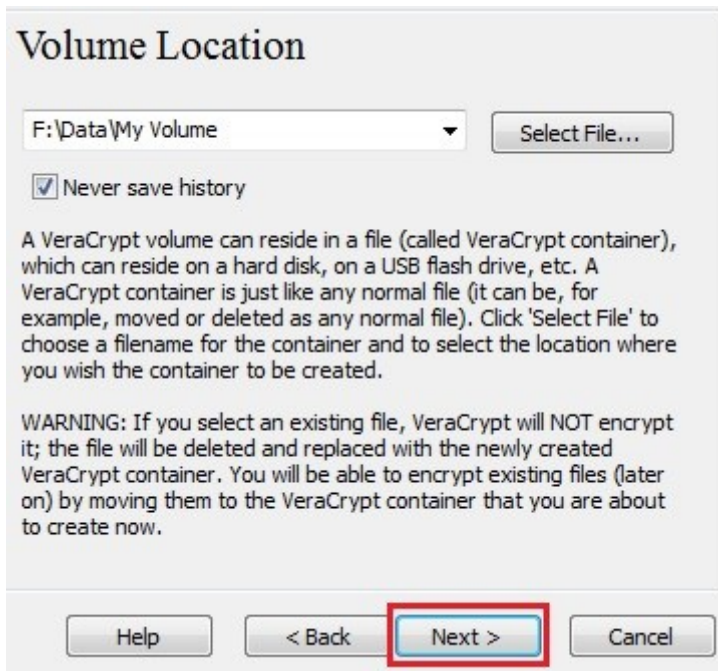 Volume Location
F:\Data\My Volume
Select File...
Never save history
A VeraCrypt volume can reside in a file (called VeraCrypt container),
which can reside on a hard disk, on a USB flash drive, etc. A
VeraCrypt container is just like any normal file (it can be, for
example, moved or deleted as any normal file). Click 'Select File' to
choose a filename for the container and to select the location where
you wish the container to be created.
WARNING: If you select an existing file, VeraCrypt will NOT encrypt
it; the file will be deleted and replaced with the newly created
VeraCrypt container. You will be able to encrypt existing files (later
on) by moving them to the VeraCrypt container that you are about
to create now.
Help
< Back
Next >
Cancel